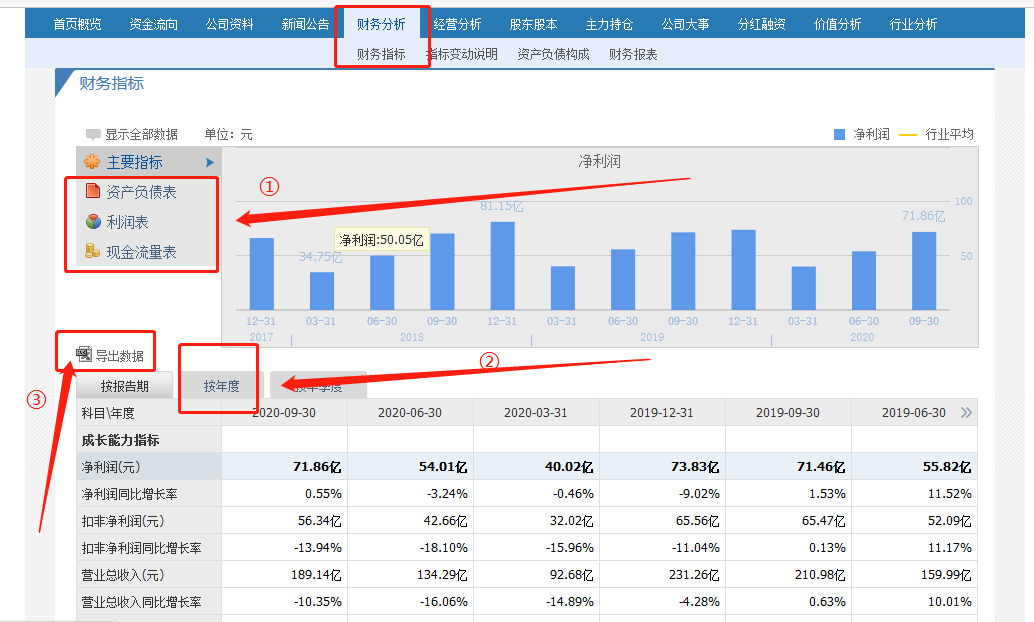 首页概览 资金流向 公司资料 新闻公告 财务分析 经营分析 股东股本 主力持仓 公司大事 分红融资 价值分析 行业分析
财务指标 指标变动说明 资产负债构成 财务报表
财务指标
显示全部数据 单位：元 净利润 行业平均
主要指标
资产负债表
利润表
现金流量表
①
净利润
100
50
81.15亿
71.86亿
净利润:50.05亿
34.75亿
12-31 03-31 06-30 09-30 12-31 03-31 06-30 09-30 12-31 03-31 06-30 09-30
2017 2018 2019 2020
导出数据
②
③
按报告期 按年度 按单季度
科目\年度 2020-09-30 2020-06-30 2020-03-31 2019-12-31 2019-09-30 2019-06-30
成长能力指标
净利润(元) 71.86亿 54.01亿 40.02亿 73.83亿 71.46亿 55.82亿
净利润同比增长率 0.55% -3.24% -0.46% -9.02% 1.53% 11.52%
扣非净利润(元) 56.34亿 42.66亿 32.02亿 65.56亿 65.47亿 52.09亿
扣非净利润同比增长率 -13.94% -18.10% -15.96% -11.04% 0.13% 11.17%
营业总收入(元) 189.14亿 134.29亿 92.68亿 231.26亿 210.98亿 159.99亿
营业总收入同比增长率 -10.35% -16.06% -14.89% -4.28% 0.63% 10.01%